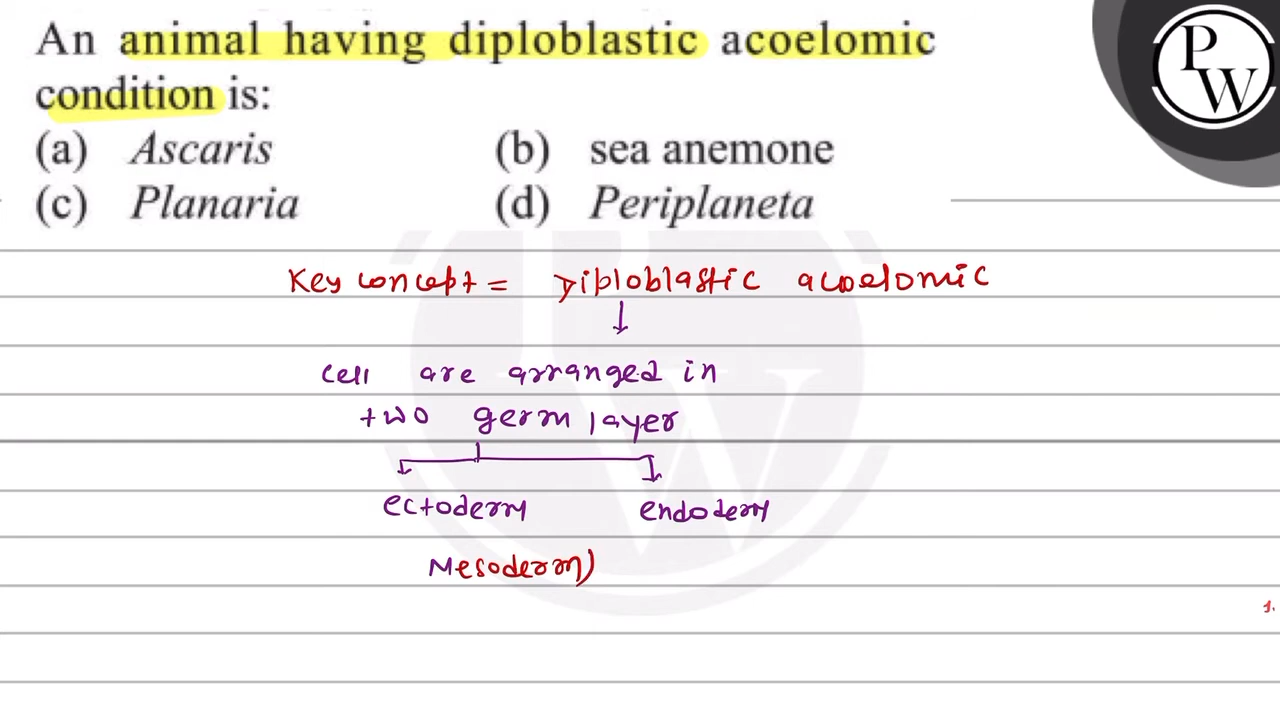 An animal having diploblastic acoelomic
condition is:
(a) Ascaris (b) sea anemone
(c) Planaria (d) Periplaneta
P
W
Key concept = Diploblastic acoelomic
↓
cell are arranged in
two germ layer
ectoderm endoderm
Mesoderm)
1.